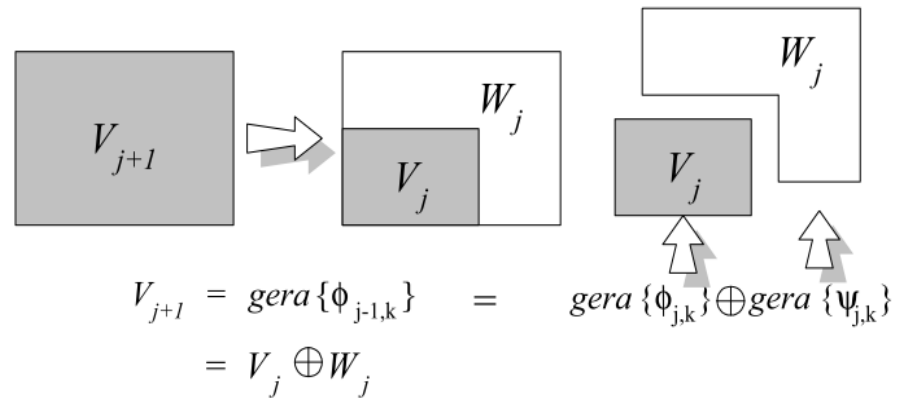 V_{j+1}
W_j
V_j
W_j
V_j
V_{j+1} = gera {ϕ_{j-1,k}} = gera {ϕ_{j,k}}⊕gera {ψ_{j,k}}
= V_j ⊕W_j